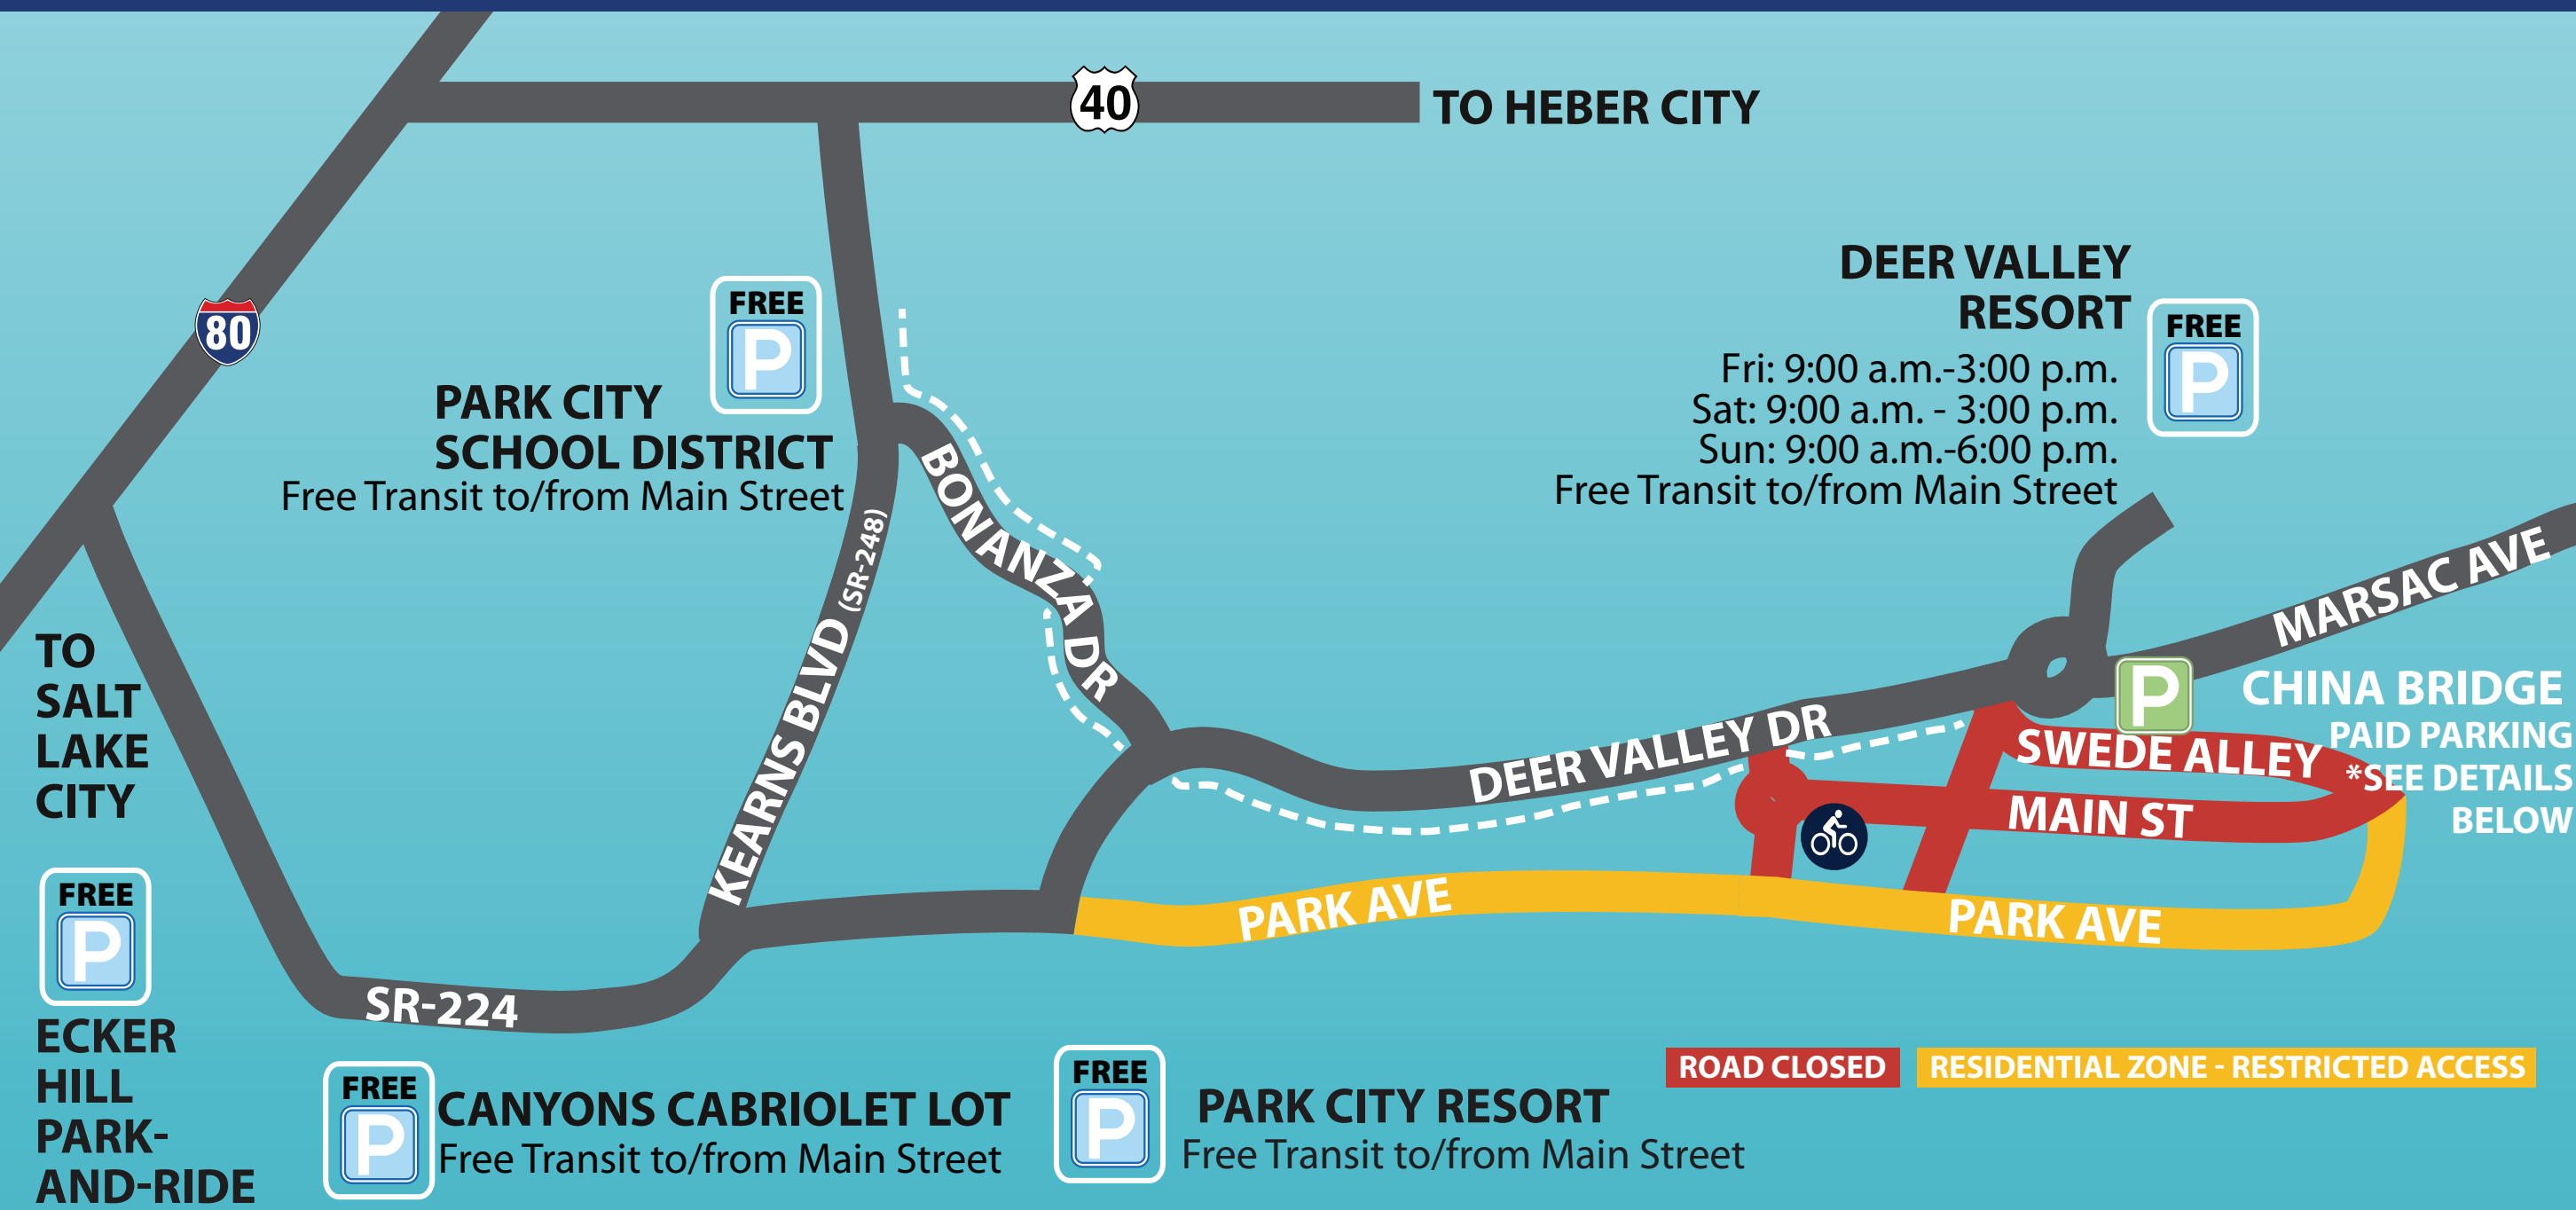 40
TO HEBER CITY
80
FREE
P
PARK CITY
SCHOOL DISTRICT
Free Transit to/from Main Street
DEER VALLEY
RESORT
FREE
P
Fri: 9:00 a.m.-3:00 p.m.
Sat: 9:00 a.m. - 3:00 p.m.
Sun: 9:00 a.m.-6:00 p.m.
Free Transit to/from Main Street
BONANZA DR
KEARNS BLVD (SR-248)
MARSAC AVE
TO
SALT
LAKE
CITY
P
CHINA BRIDGE
PAID PARKING
*SEE DETAILS
BELOW
DEER VALLEY DR
SWEDE ALLEY
MAIN ST
PARK AVE
PARK AVE
SR-224
FREE
P
ECKER
HILL
PARK-
AND-RIDE
FREE
P
CANYONS CABRIOLET LOT
Free Transit to/from Main Street
FREE
P
PARK CITY RESORT
Free Transit to/from Main Street
ROAD CLOSED
RESIDENTIAL ZONE - RESTRICTED ACCESS